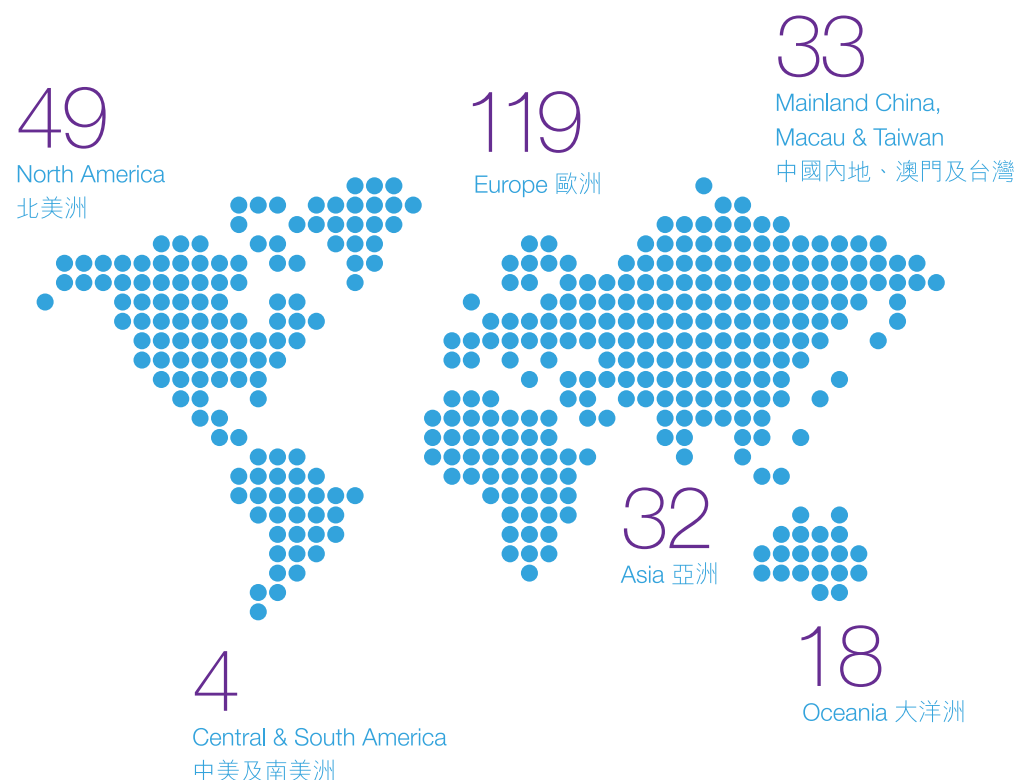 33
Mainland China,
Macau & Taiwan
中國內地、澳門及台灣
49
North America
北美洲
119
Europe 歐洲
32
Asia 亞洲
18
Oceania 大洋洲
4
Central & South America
中美及南美洲